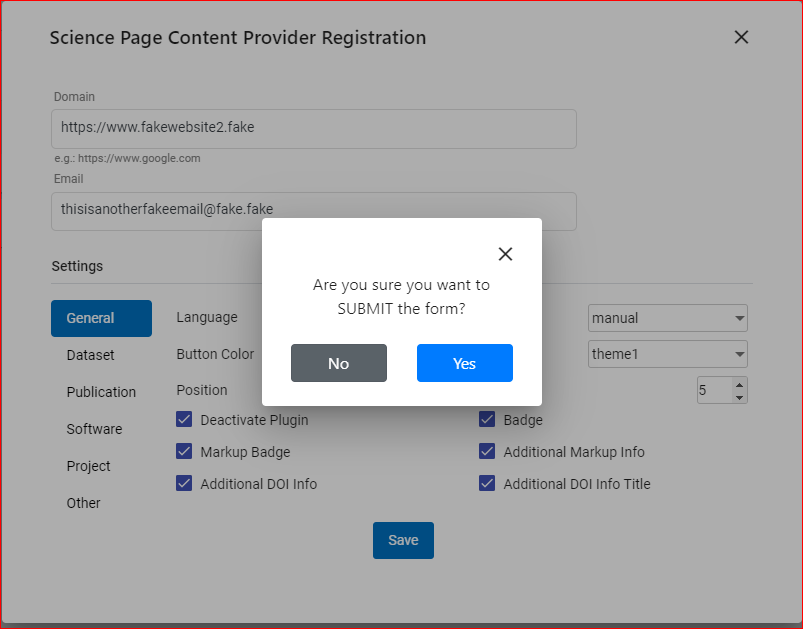 Science Page Content Provider Registration
Domain
https://www.fakewebsite2.fake
e.g.: https://www.google.com
Email
thisisanotherfakeemail@fake.fake
Settings
Are you sure you want to
SUBMIT the form?
No
Yes
General
Dataset
Publication
Software
Project
Other
Language
manual
Button Color
theme1
Position
5
Deactivate Plugin
Badge
Markup Badge
Additional Markup Info
Additional DOI Info
Additional DOI Info Title
Save